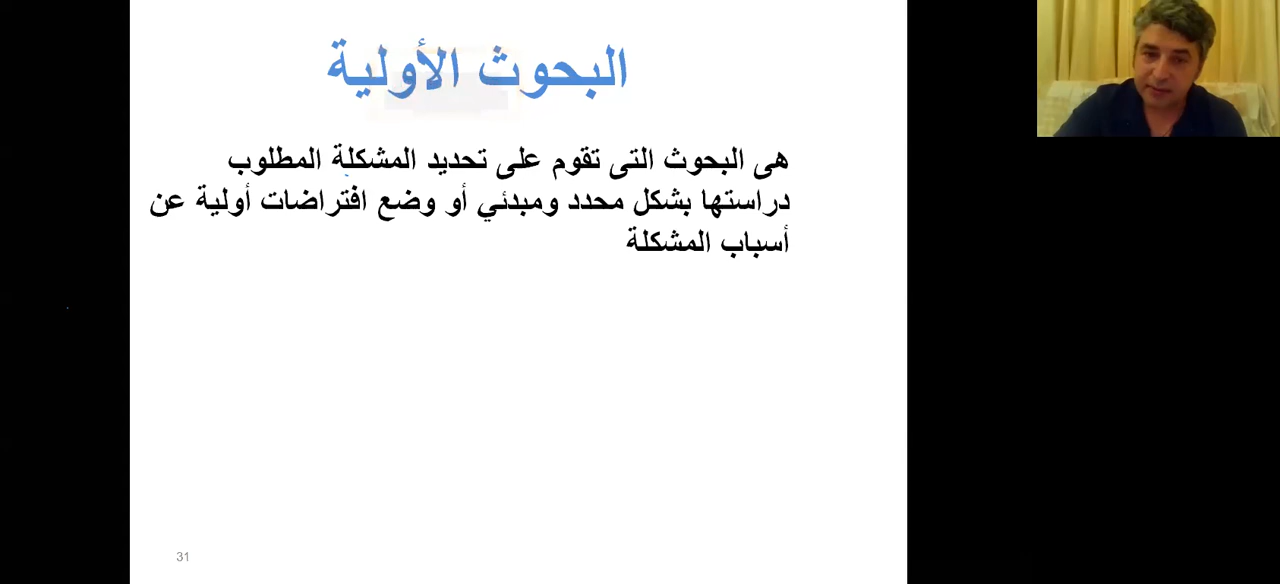 البحوث الأولية
هى البحوث التى تقوم على تحديد المشكلة المطلوب
دراستها بشكل محدد ومبدئي أو وضع افتراضات أولية عن
أسباب المشكلة
31